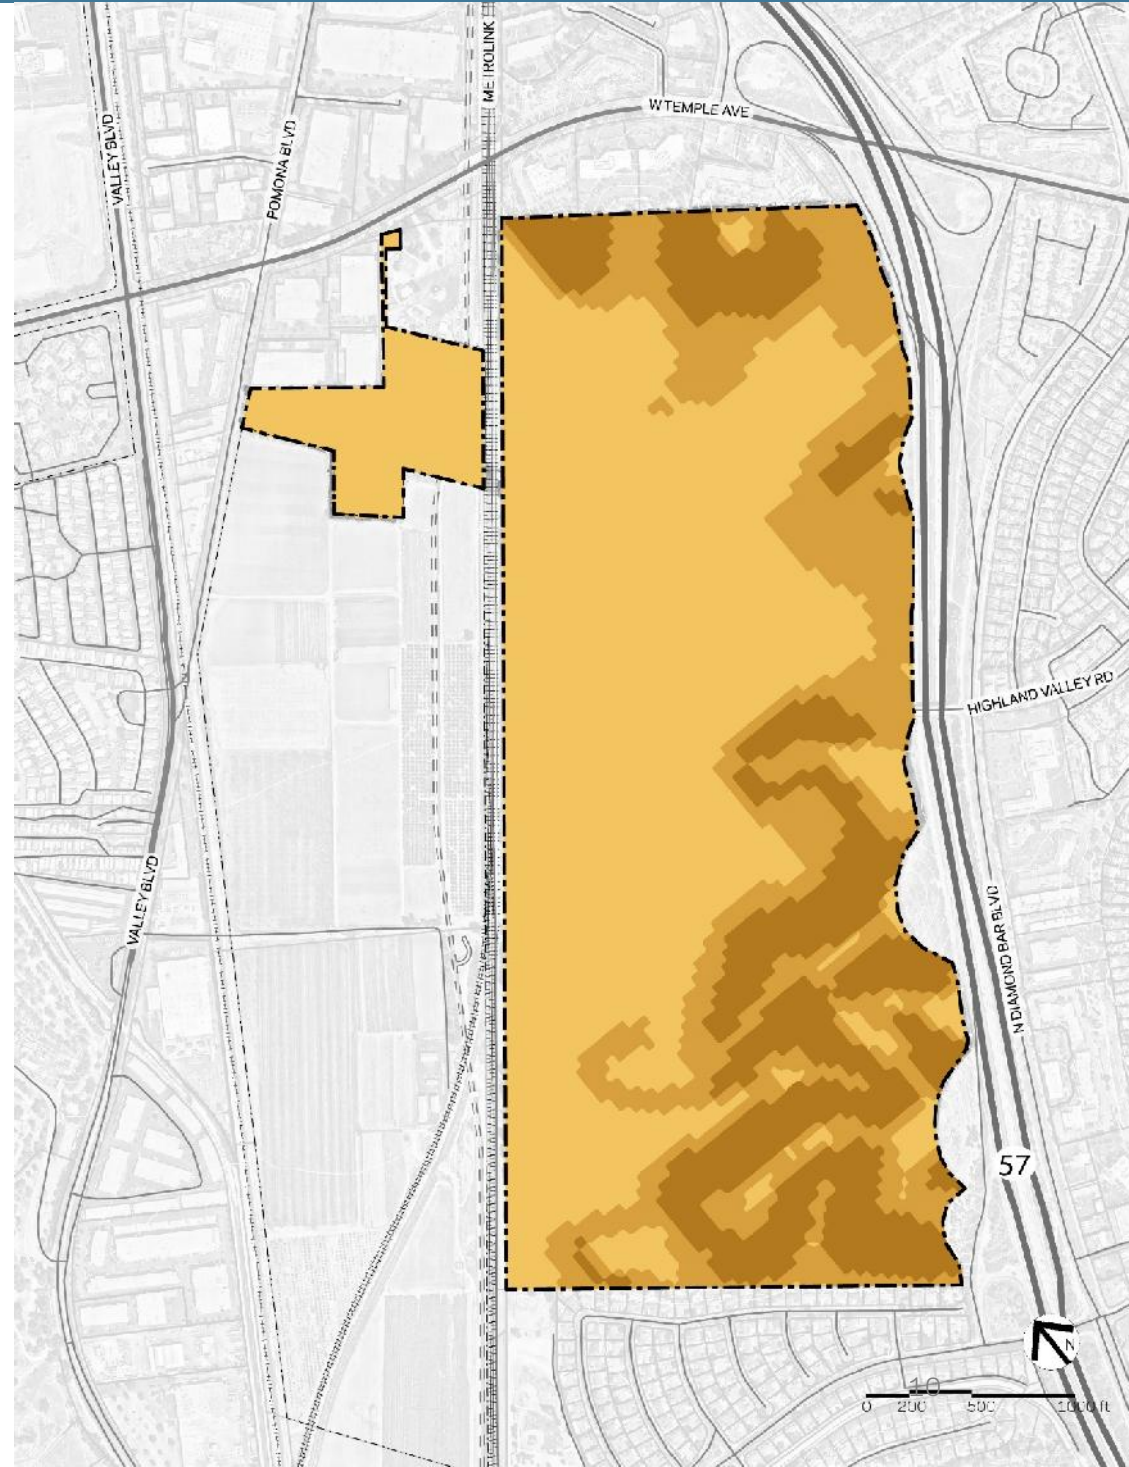 METROLINK
W TEMPLE AVE
VALLEY BLVD
POMONA BLVD
HIGHLAND VALLEY RD
VALLEY BLVD
N DIAMOND BAR BLVD
57
N
10
0 200 500 1000 ft